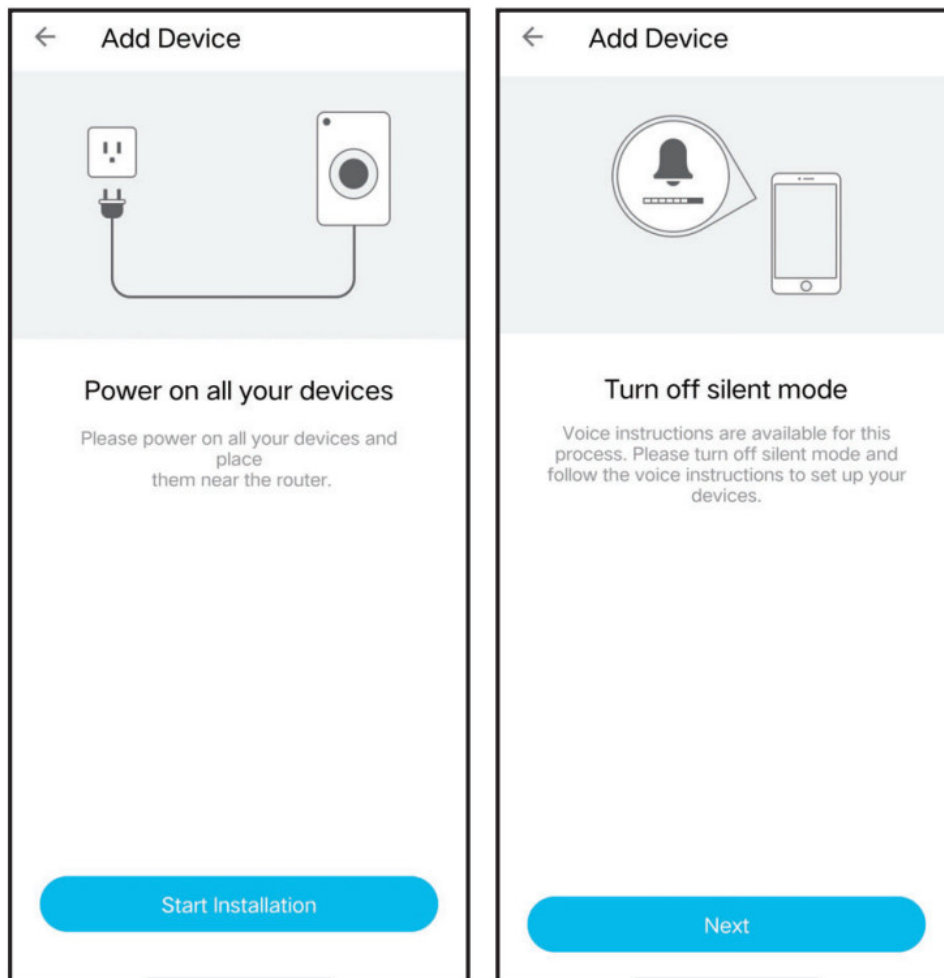 Add Device
Power on all your devices
Please power on all your devices and
place
them near the router.
Start Installation
Add Device
Turn off silent mode
Voice instructions are available for this
process. Please turn off silent mode and
follow the voice instructions to set up your
devices.
Next